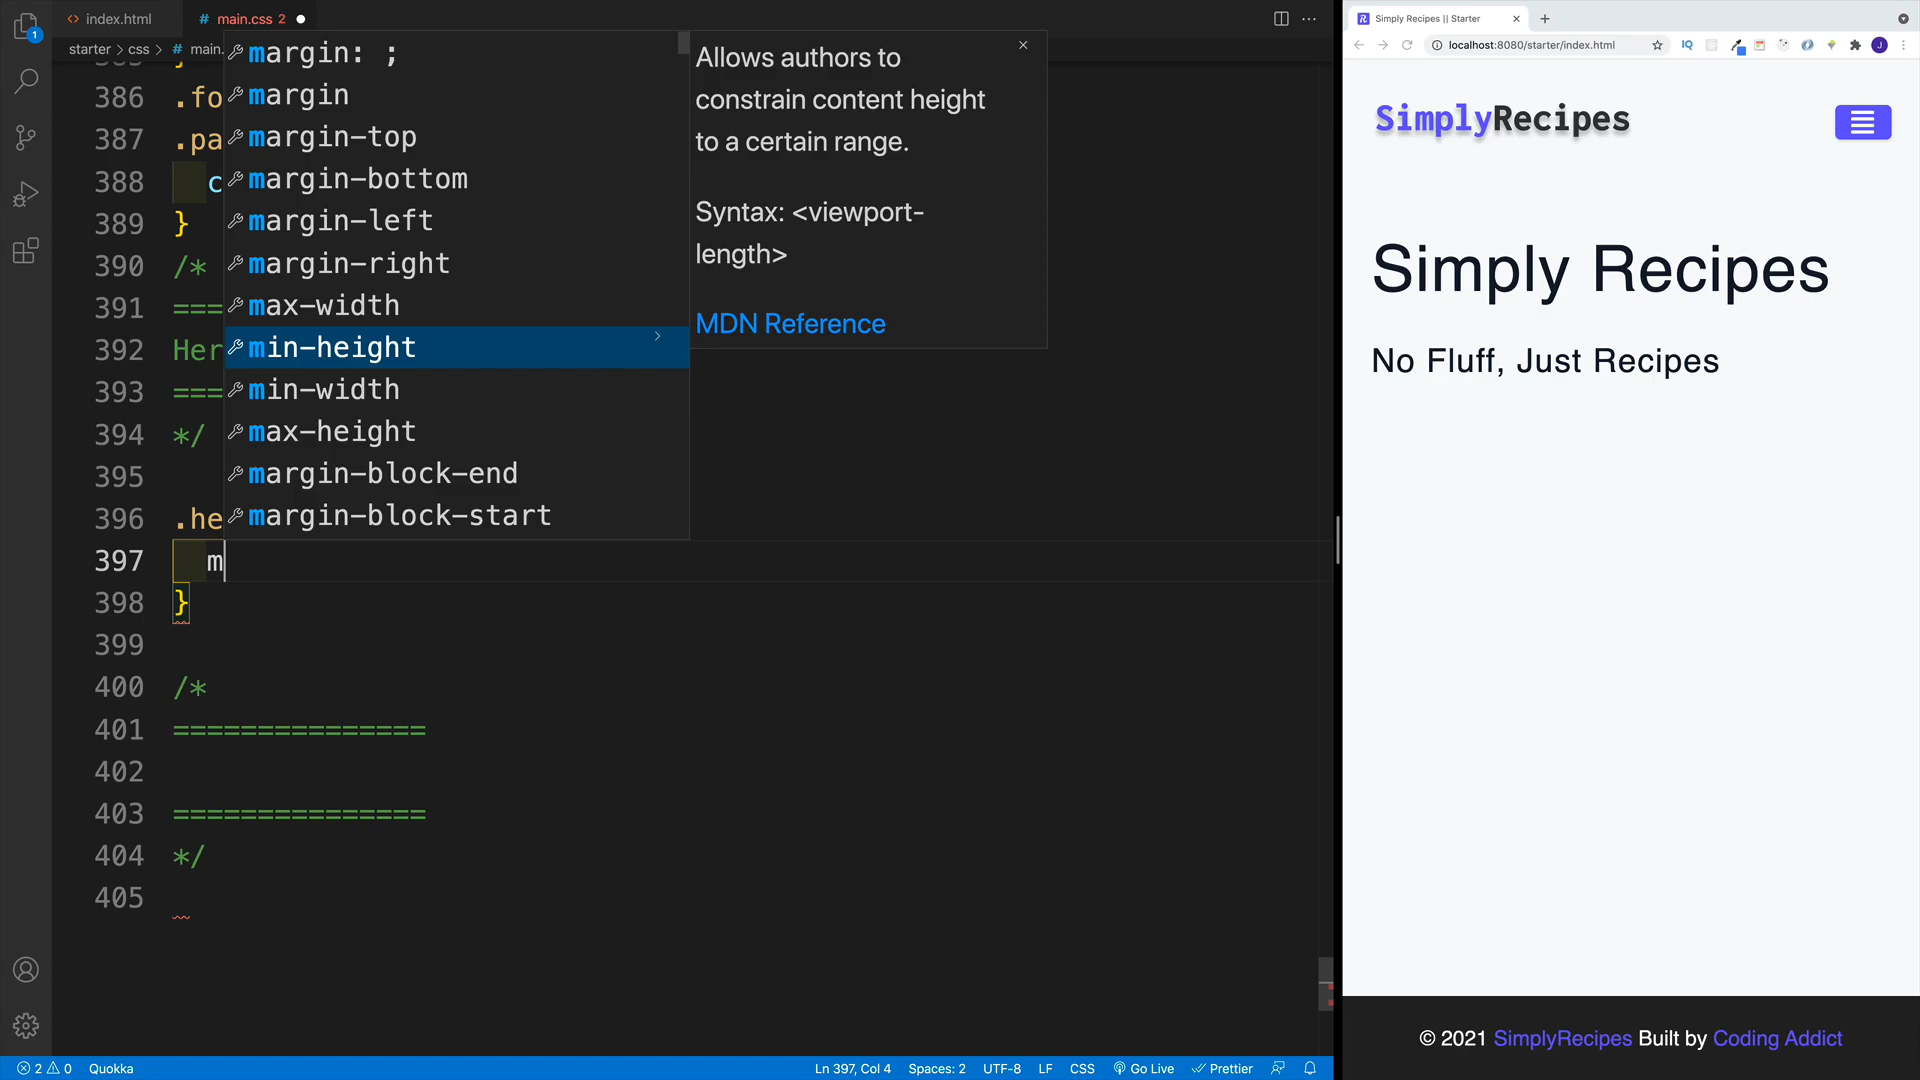 index.html
# main.css 2
starter > css > # main.
386 .fo
387 .pa
388 c
389 }
390 /*
391 ===
392 Her
393 ===
394 */
395
396 .he
397 m
398 }
399
400 /*
401 ===============
402
403 ===============
404 */
405
margin: ;
margin
margin-top
margin-bottom
margin-left
margin-right
max-width
min-height
min-width
max-height
margin-block-end
margin-block-start
Allows authors to
constrain content height
to a certain range.
Syntax: <viewport-
length>
MDN Reference
1
2 0 Quokka Ln 397, Col 4 Spaces: 2 UTF-8 LF CSS Go Live Prettier
Simply Recipes || Starter
localhost:8080/starter/index.html
IQ
J
SimplyRecipes
Simply Recipes
No Fluff, Just Recipes
© 2021 SimplyRecipes Built by Coding Addict